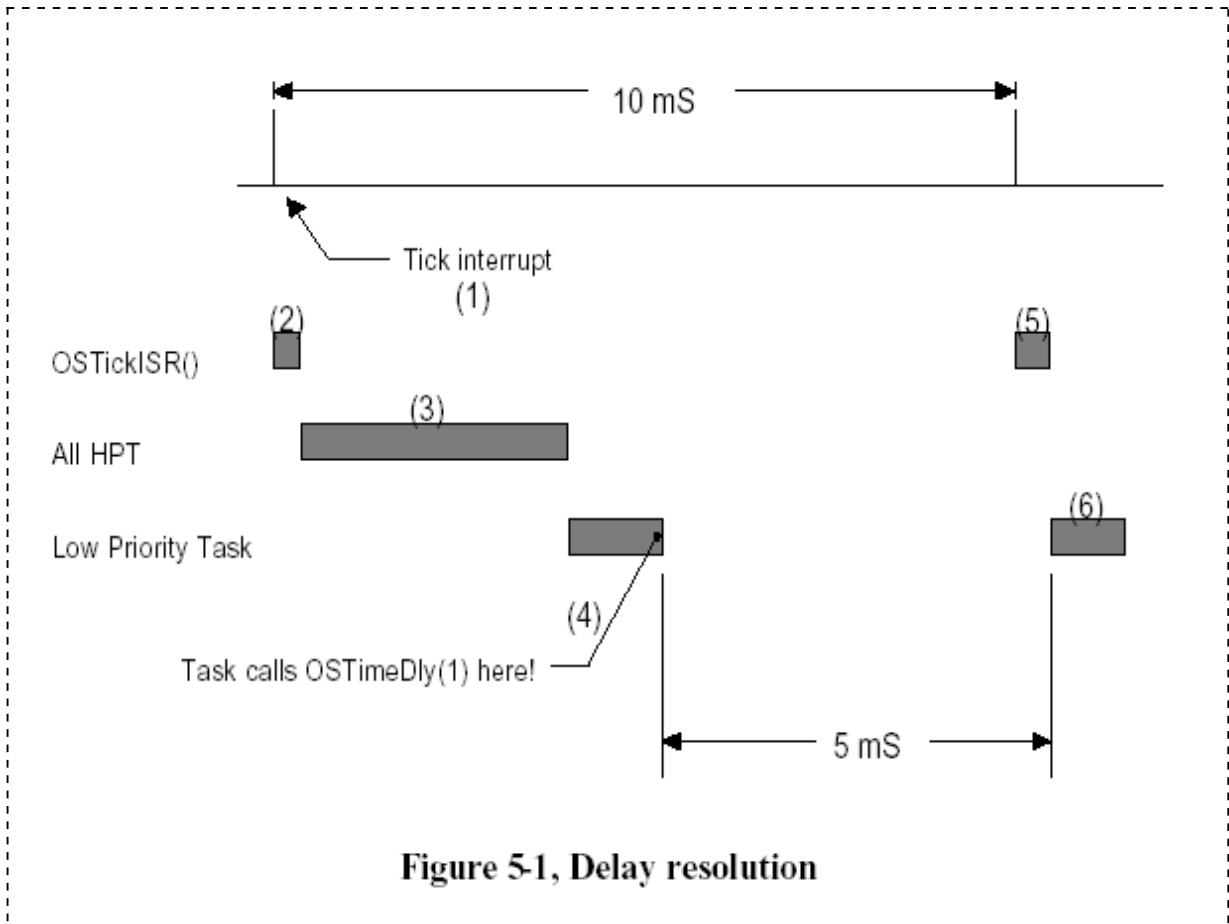 10 mS
Tick interrupt
(1)
(2)
(5)
OSTickISR()
(3)
All HPT
(6)
Low Priority Task
(4)
Task calls OSTimeDly(1) here!
5 mS
Figure 5-1, Delay resolution